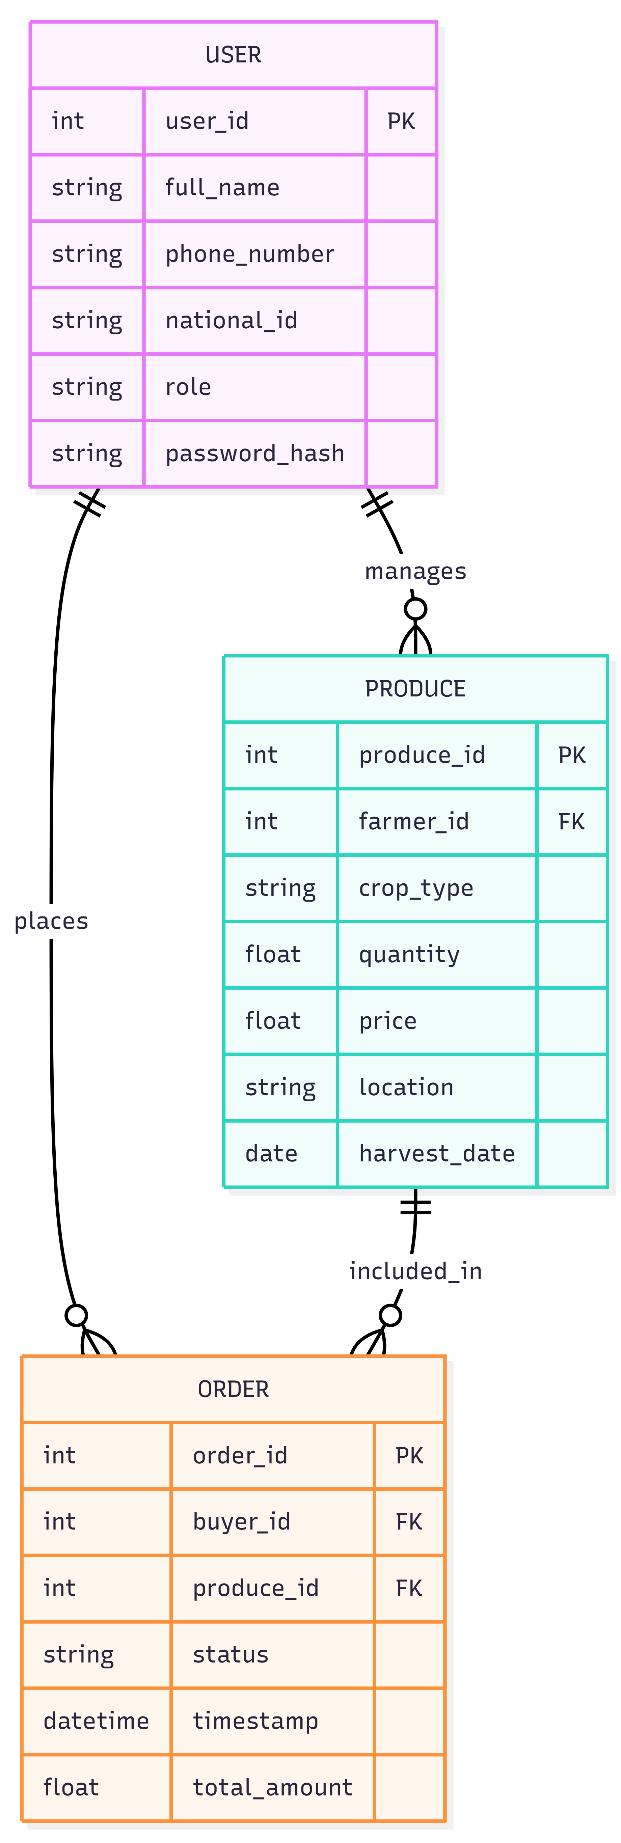 USER
int user_id PK
string full_name
string phone_number
string national_id
string role
string password_hash
manages
PRODUCE
int produce_id PK
int farmer_id FK
string crop_type
float quantity
float price
string location
date harvest_date
places
included_in
ORDER
int order_id PK
int buyer_id FK
int produce_id FK
string status
datetime timestamp
float total_amount